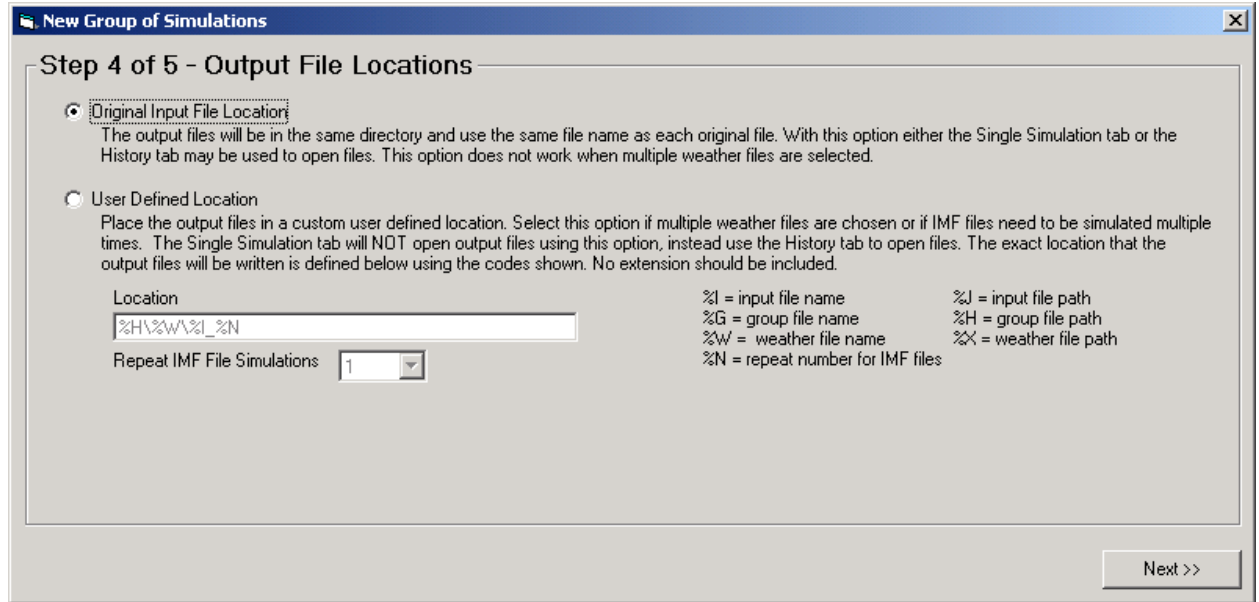 New Group of Simulations
Step 4 of 5 - Output File Locations
Original Input File Location
The output files will be in the same directory and use the same file name as each original file. With this option either the Single Simulation tab or the
History tab may be used to open files. This option does not work when multiple weather files are selected.
User Defined Location
Place the output files in a custom user defined location. Select this option if multiple weather files are chosen or if IMF files need to be simulated multiple
times. The Single Simulation tab will NOT open output files using this option, instead use the History tab to open files. The exact location that the
output files will be written is defined below using the codes shown. No extension should be included.
Location
%H\%W\%I_%N
Repeat IMF File Simulations 1
%I = input file name %J = input file path
%G = group file name %H = group file path
%W = weather file name %X = weather file path
%N = repeat number for IMF files
Next >>